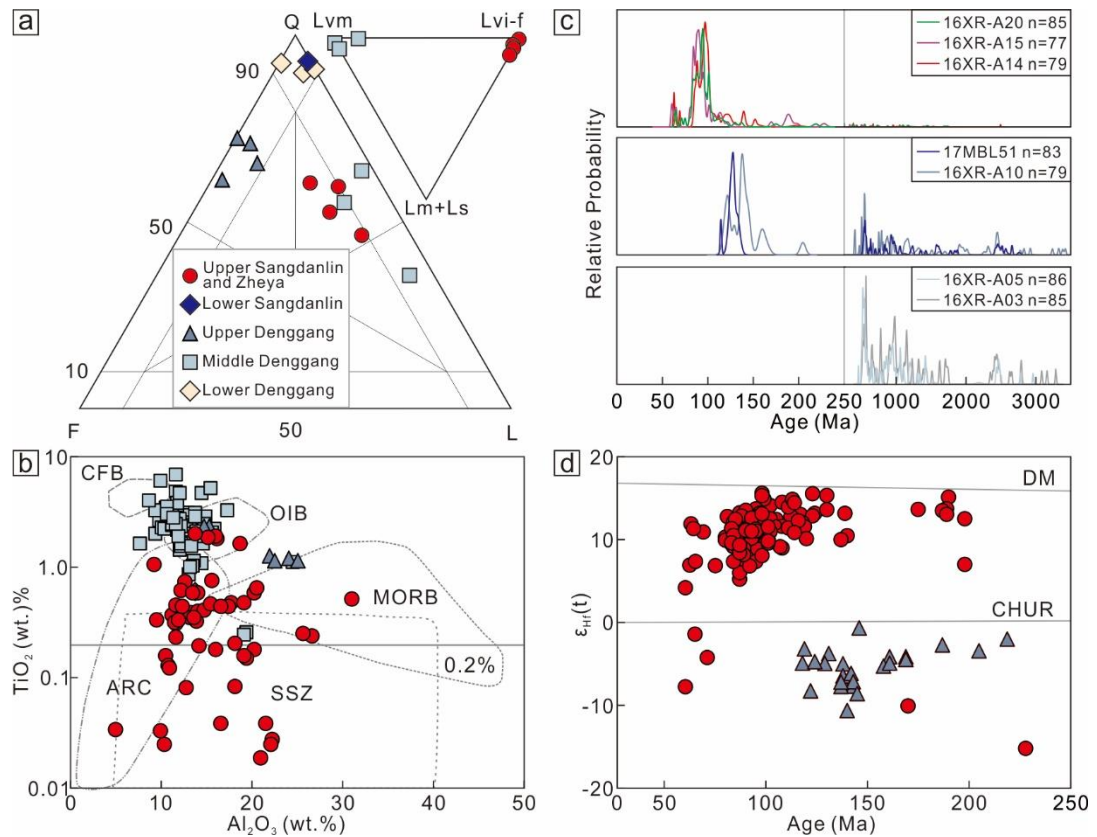 a
Q
Lvm
Lvi-f
90
Lm+Ls
50
10
F
50
L
Upper Sangdanlin
and Zheya
Lower Sangdanlin
Upper Denggang
Middle Denggang
Lower Denggang
c
16XR-A20 n=85
16XR-A15 n=77
16XR-A14 n=79
17MBL51 n=83
16XR-A10 n=79
16XR-A05 n=86
16XR-A03 n=85
Relative Probability
0 50 100 150 200 1000 2000 3000
Age (Ma)
b
CFB
OIB
MORB
ARC
SSZ
0.2%
10
1.0
0.1
0.01
TiO₂ (wt.)%
0 10 20 30 40 50
Al₂O₃ (wt.%)
d
DM
CHUR
20
10
0
-10
-20
εHf(t)
0 50 100 150 200 250
Age (Ma)